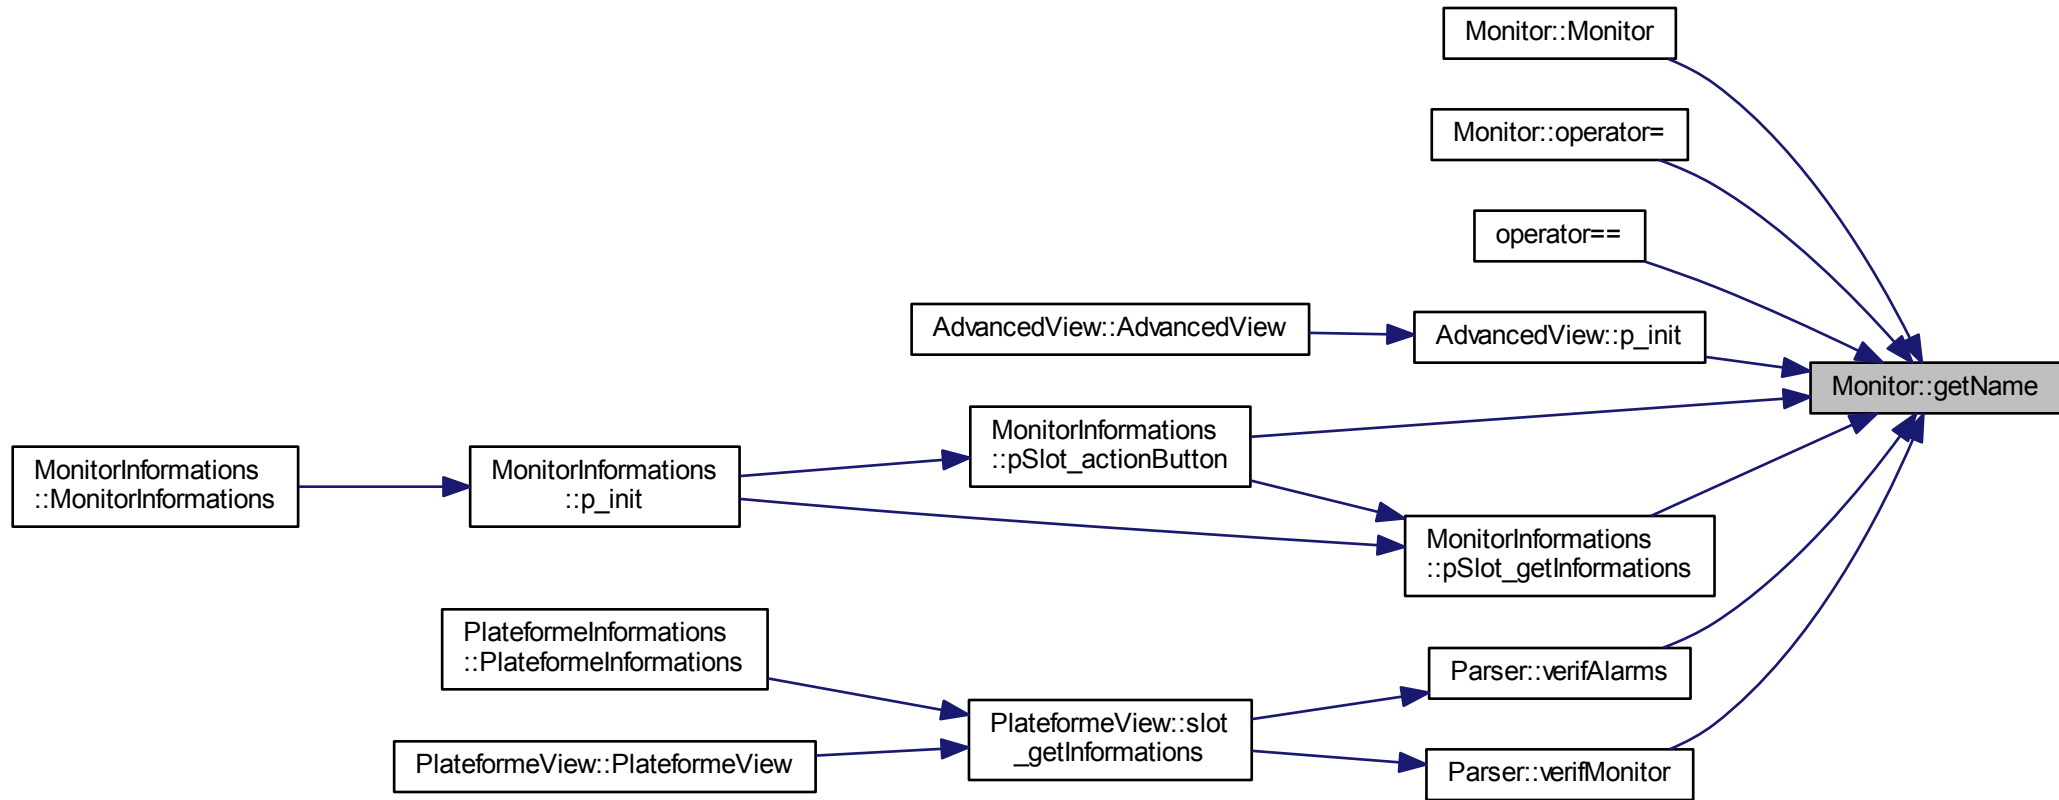 Monitor::Monitor
Monitor::operator=
operator==
AdvancedView::AdvancedView
AdvancedView::p_init
Monitor::getName
MonitorInformations
::pSlot_actionButton
MonitorInformations
::MonitorInformations
MonitorInformations
::p_init
MonitorInformations
::pSlot_getInformations
PlateformeInformations
::PlateformeInformations
Parser::verifAlarms
PlateformeView::slot
_getInformations
PlateformeView::PlateformeView
Parser::verifMonitor